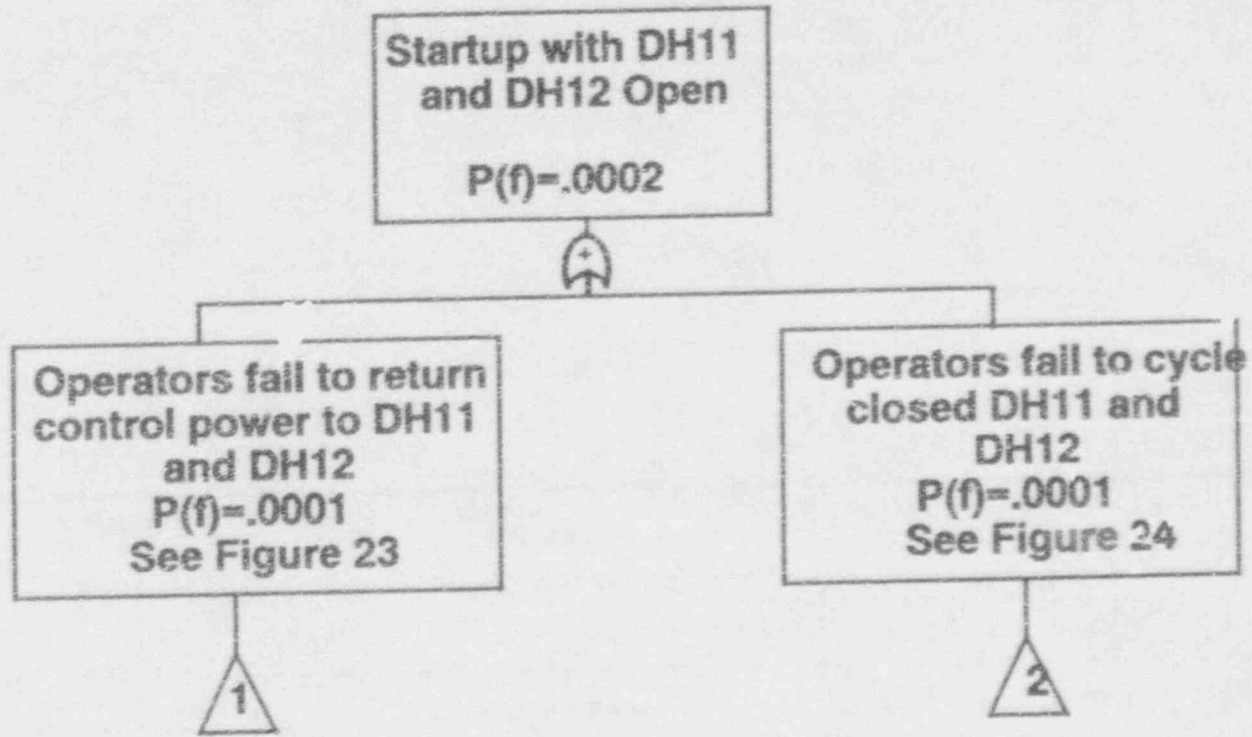 Startup with DH11
and DH12 Open
P(f)=.0002
+
Operators fail to return
control power to DH11
and DH12
P(f)=.0001
See Figure 23
1
Operators fail to cycle
closed DH11 and
DH12
P(f)=.0001
See Figure 24
2